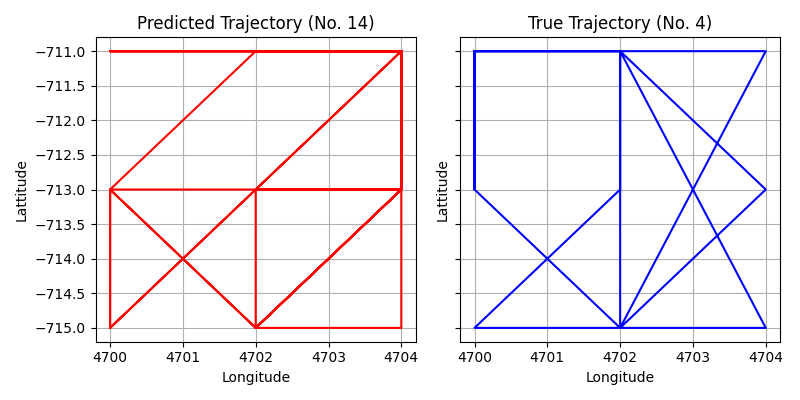 Predicted Trajectory (No. 14)
True Trajectory (No. 4)
−711.0
−711.5
−712.0
−712.5
−713.0
−713.5
−714.0
−714.5
−715.0
Lattitude
Lattitude
4700 4701 4702 4703 4704
4700 4701 4702 4703 4704
Longitude
Longitude